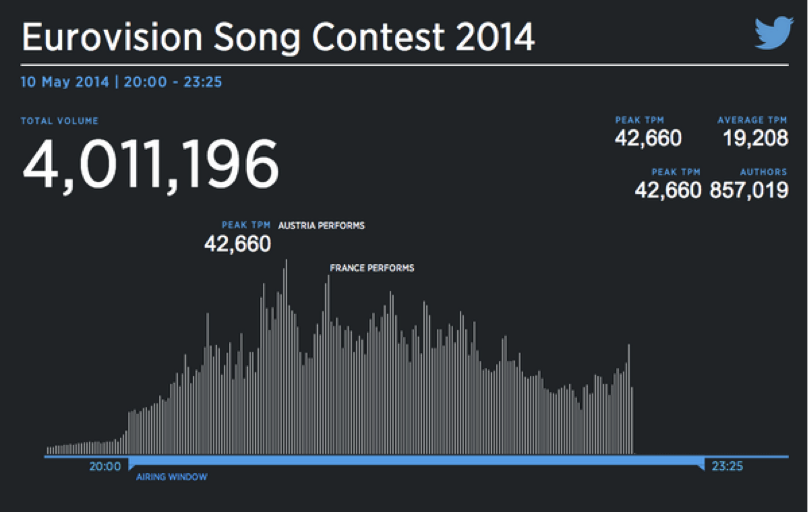 Eurovision Song Contest 2014
10 May 2014 | 20:00 - 23:25
TOTAL VOLUME
4,011,196
PEAK TPM AVERAGE TPM
42,660 19,208
PEAK TPM AUTHORS
42,660 857,019
PEAK TPM AUSTRIA PERFORMS
42,660
FRANCE PERFORMS
20:00 23:25
AIRING WINDOW